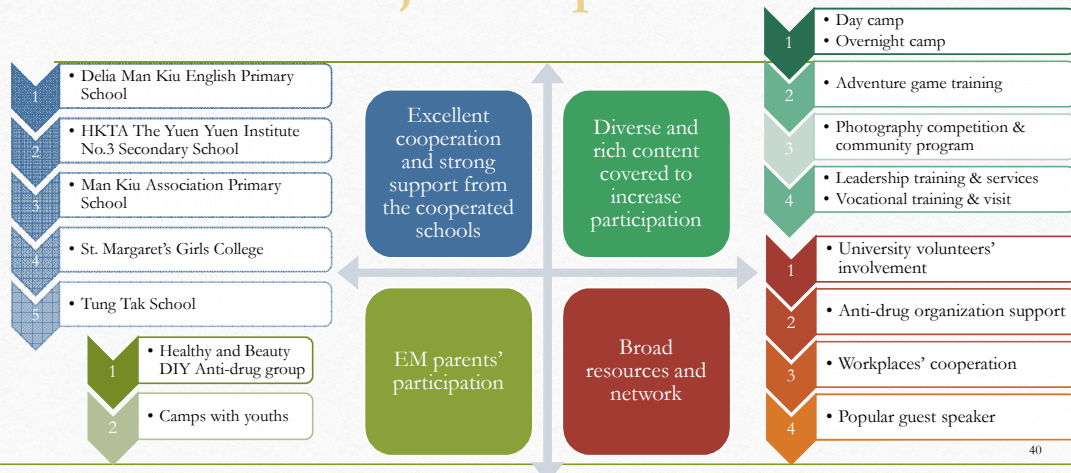 1
• Delia Man Kiu English Primary
School
2
• HKTA The Yuen Yuen Institute
No.3 Secondary School
3
• Man Kiu Association Primary
School
4
• St. Margaret's Girls College
5
• Tung Tak School
Excellent
cooperation
and strong
support from
the cooperated
schools
Diverse and
rich content
covered to
increase
participation
1
• Day camp
• Overnight camp
2
• Adventure game training
3
• Photography competition &
community program
4
• Leadership training & services
• Vocational training & visit
1
• Healthy and Beauty
DIY Anti-drug group
2
• Camps with youths
EM parents'
participation
Broad
resources and
network
1
• University volunteers'
involvement
2
• Anti-drug organization support
3
• Workplaces' cooperation
4
• Popular guest speaker
40